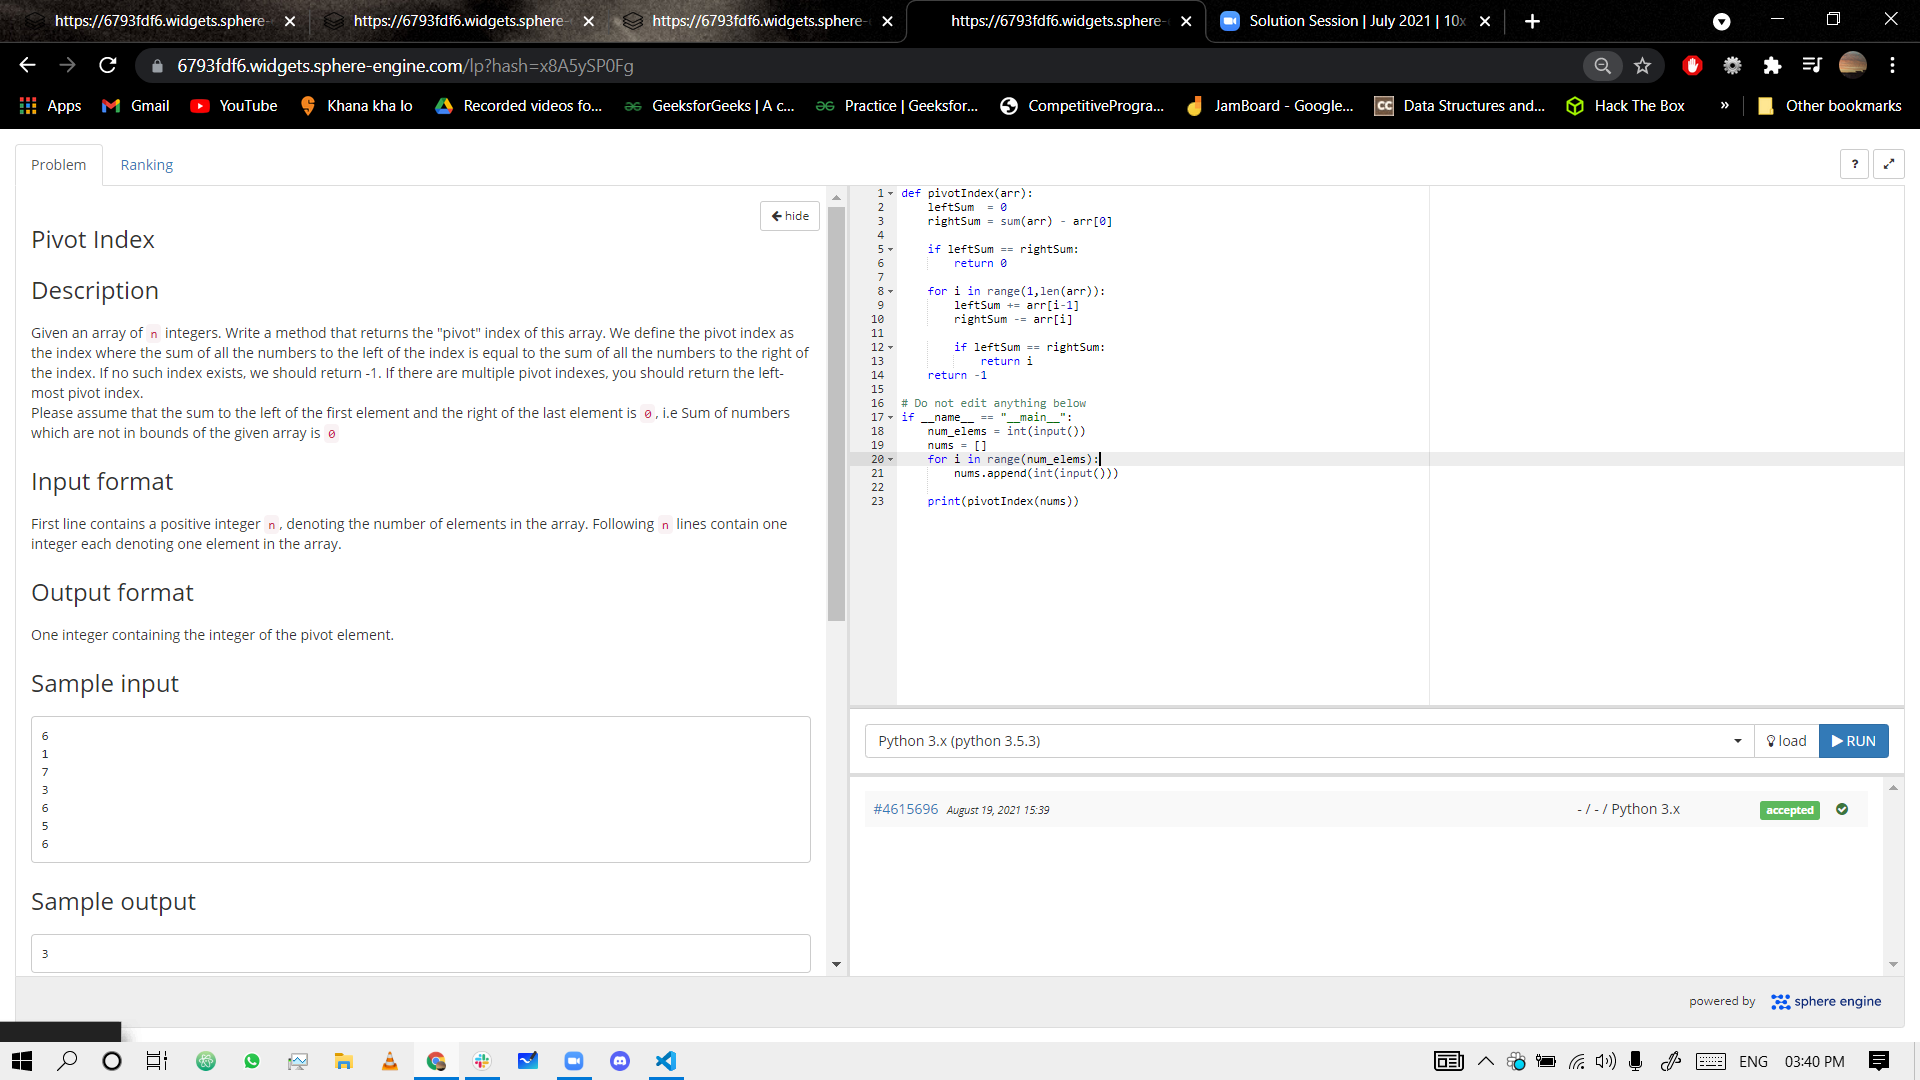 https://6793fdf6.widgets.sphere-
https://6793fdf6.widgets.sphere-
https://6793fdf6.widgets.sphere-
https://6793fdf6.widgets.sphere-
Solution Session | July 2021 | 10x
6793fdf6.widgets.sphere-engine.com/lp?hash=x8A5ySP0Fg
Apps
Gmail
YouTube
Khana kha lo
Recorded videos fo...
GeeksforGeeks | A c...
Practice | Geeksfor...
CompetitiveProgra...
JamBoard - Google...
CC
Data Structures and...
Hack The Box
»
Other bookmarks
Problem
Ranking
?
hide
Pivot Index
Description
Given an array of n integers. Write a method that returns the "pivot" index of this array. We define the pivot index as
the index where the sum of all the numbers to the left of the index is equal to the sum of all the numbers to the right of
the index. If no such index exists, we should return -1. If there are multiple pivot indexes, you should return the left-
most pivot index.
Please assume that the sum to the left of the first element and the right of the last element is 0, i.e Sum of numbers
which are not in bounds of the given array is 0
Input format
First line contains a positive integer n, denoting the number of elements in the array. Following n lines contain one
integer each denoting one element in the array.
Output format
One integer containing the integer of the pivot element.
Sample input
6
1
7
3
6
5
6
Sample output
3
1 def pivotIndex(arr):
2 leftSum  = 0
3 rightSum = sum(arr) - arr[0]
4
5 if leftSum == rightSum:
6 return 0
7
8 for i in range(1,len(arr)):
9 leftSum += arr[i-1]
10 rightSum -= arr[i]
11
12 if leftSum == rightSum:
13 return i
14 return -1
15
16 # Do not edit anything below
17 if __name__ == "__main__":
18 num_elems = int(input())
19 nums = []
20 for i in range(num_elems):
21 nums.append(int(input()))
22
23 print(pivotIndex(nums))
Python 3.x (python 3.5.3)
load
RUN
#4615696 August 19, 2021 15:39
- / - / Python 3.x
accepted
powered by sphere engine
ENG
03:40 PM